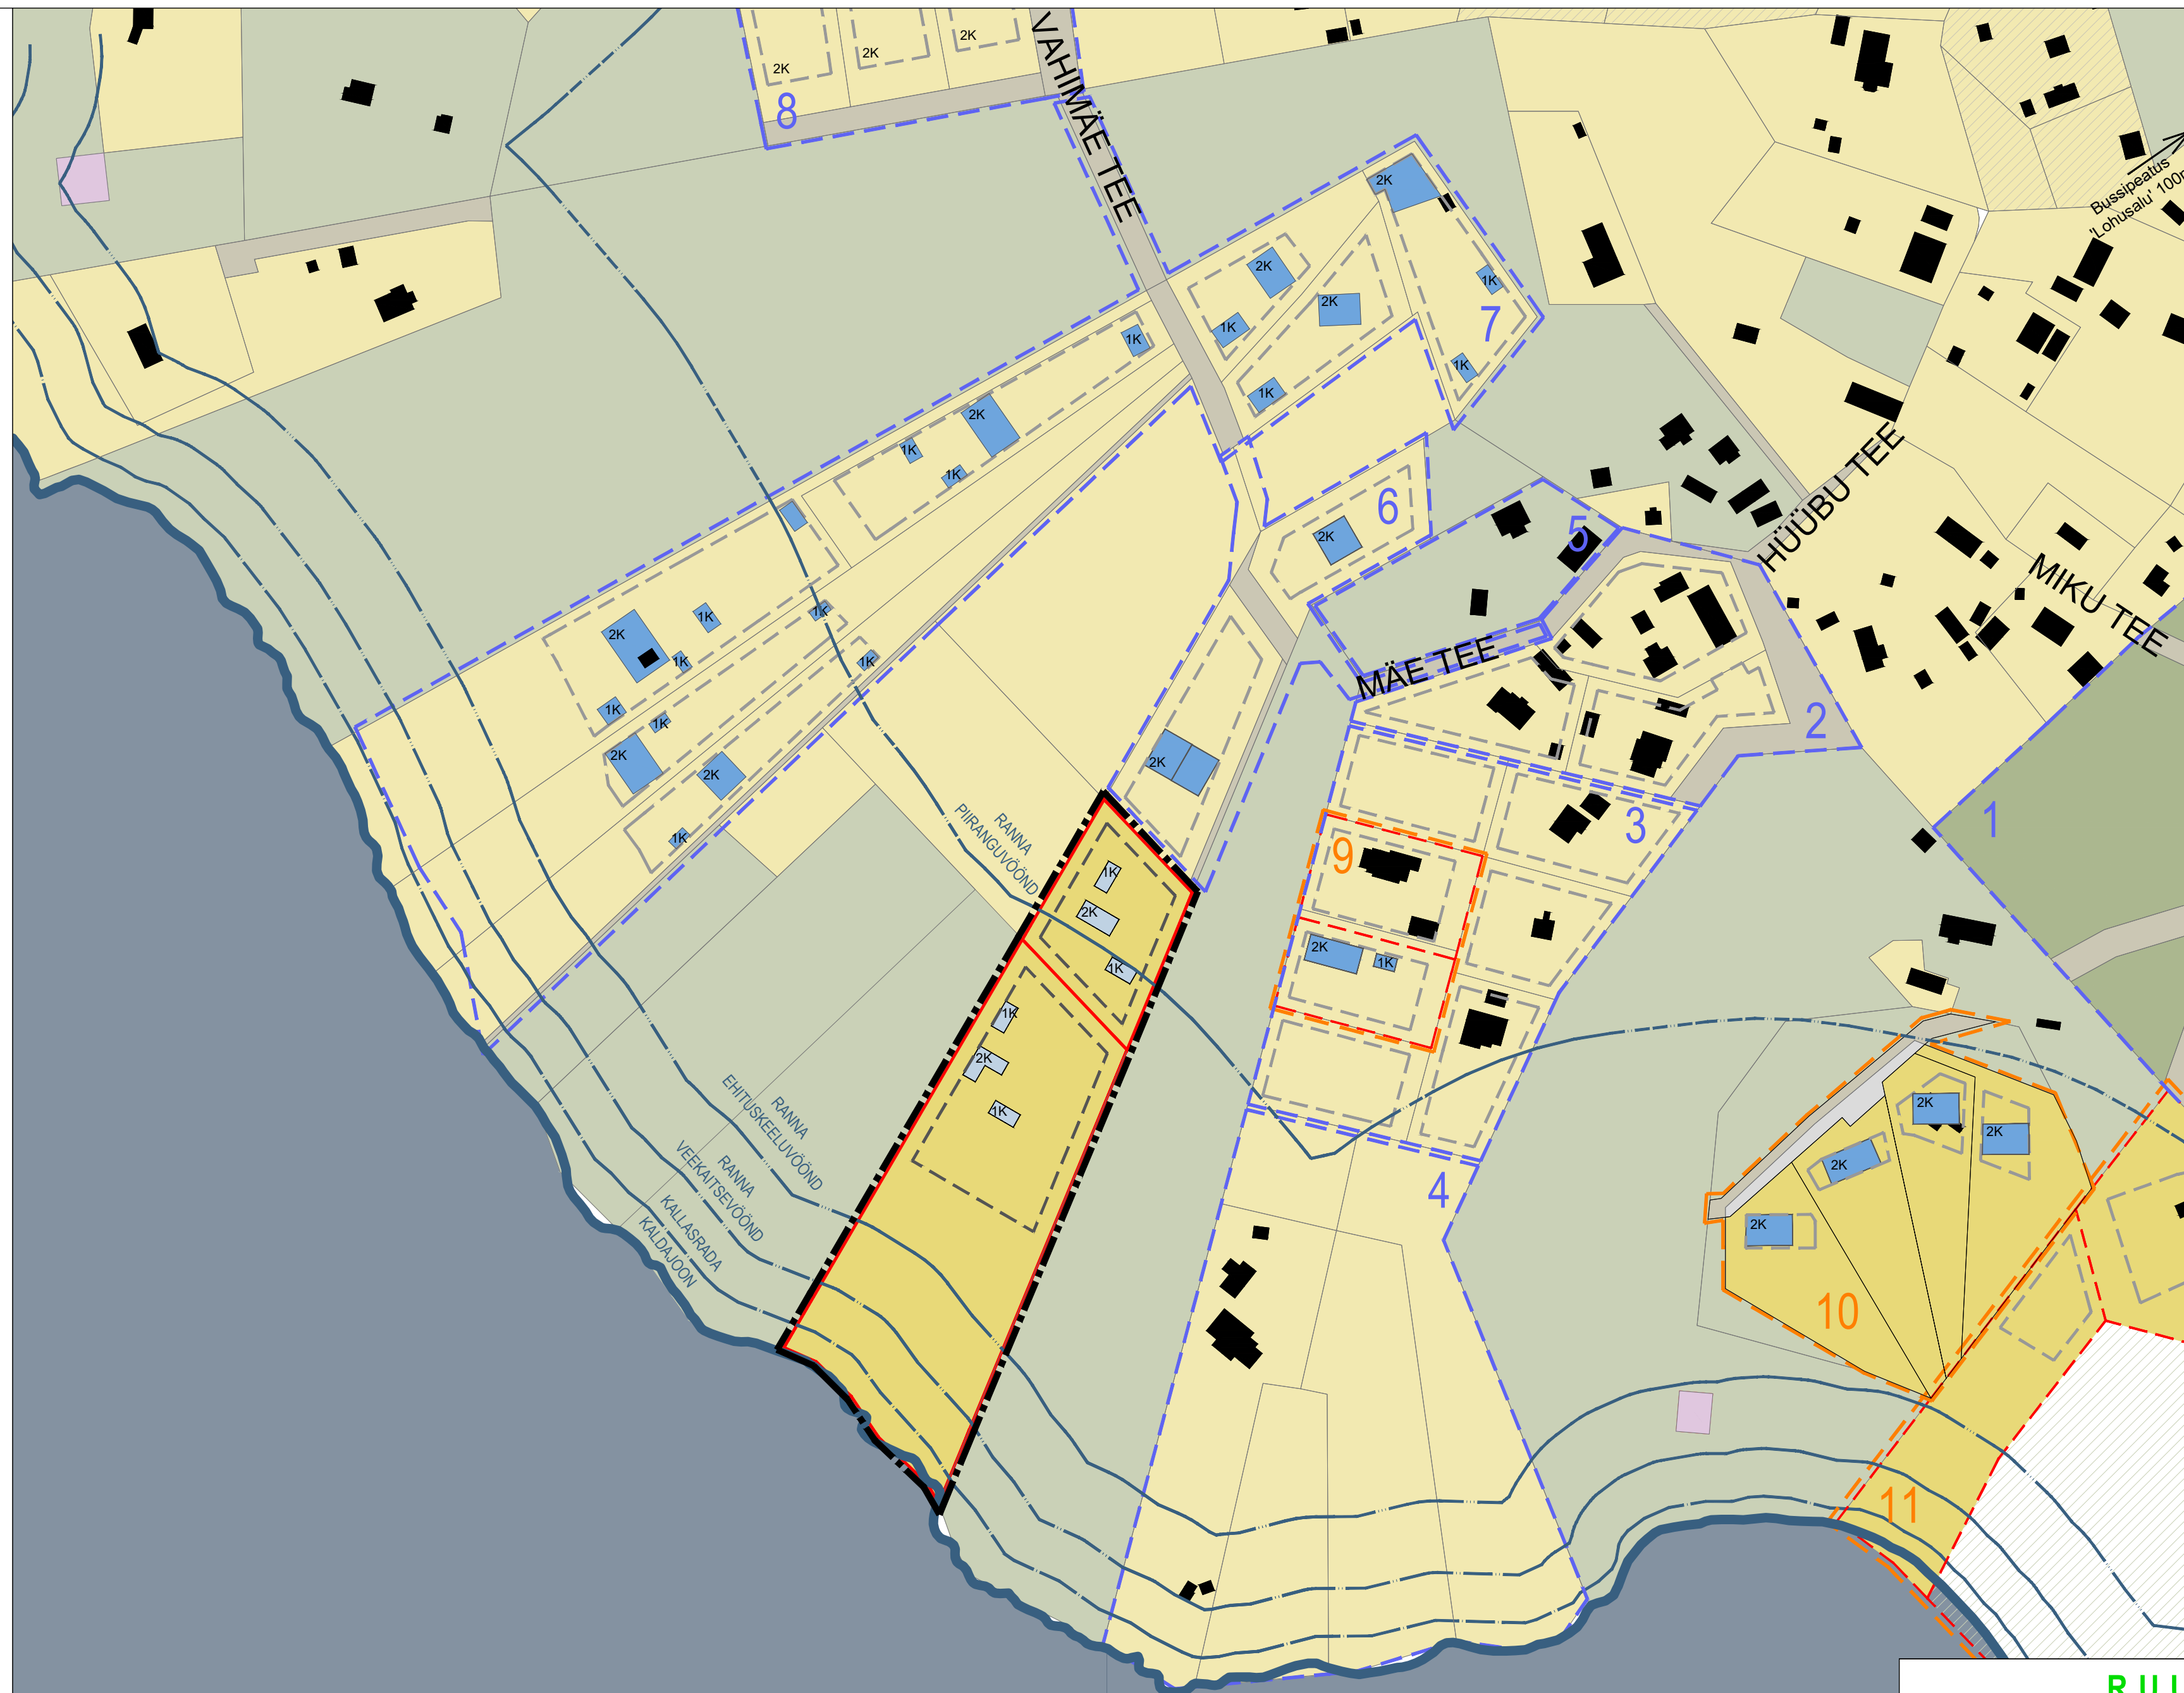 2K
2K
2K
8
VAHIMÄE TEE
2K
2K
1K
2K
1K
1K
7
1K
1K
2K
1K
1K
2K
6
5
HÜÜBU TEE
MIKU TEE
Bussipeatus
'Lohusalu'
MÄE TEE
2
1
3
2K
1K
1K
1K
1K
1K
1K
2K
2K
1K
2K
RANNA
PIIRANGUVÖÖND
1K
2K
1K
1K
2K
1K
9
2K
1K
RANNA
EHITUSKEELUVÖÖND
RANNA
VEEKAITSEVÖÖND
KALLASRADA
KALDAJOON
4
2K
2K
2K
2K
10
11